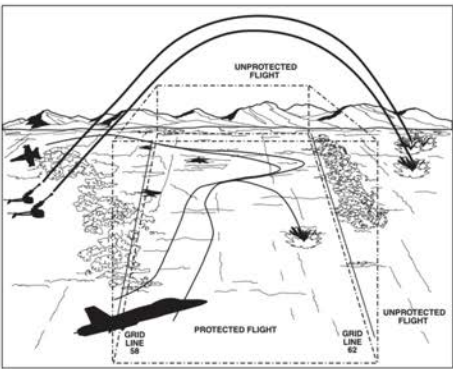 UNPROTECTED
FLIGHT
GRID
LINE
58
PROTECTED FLIGHT
GRID
LINE
62
UNPROTECTED
FLIGHT